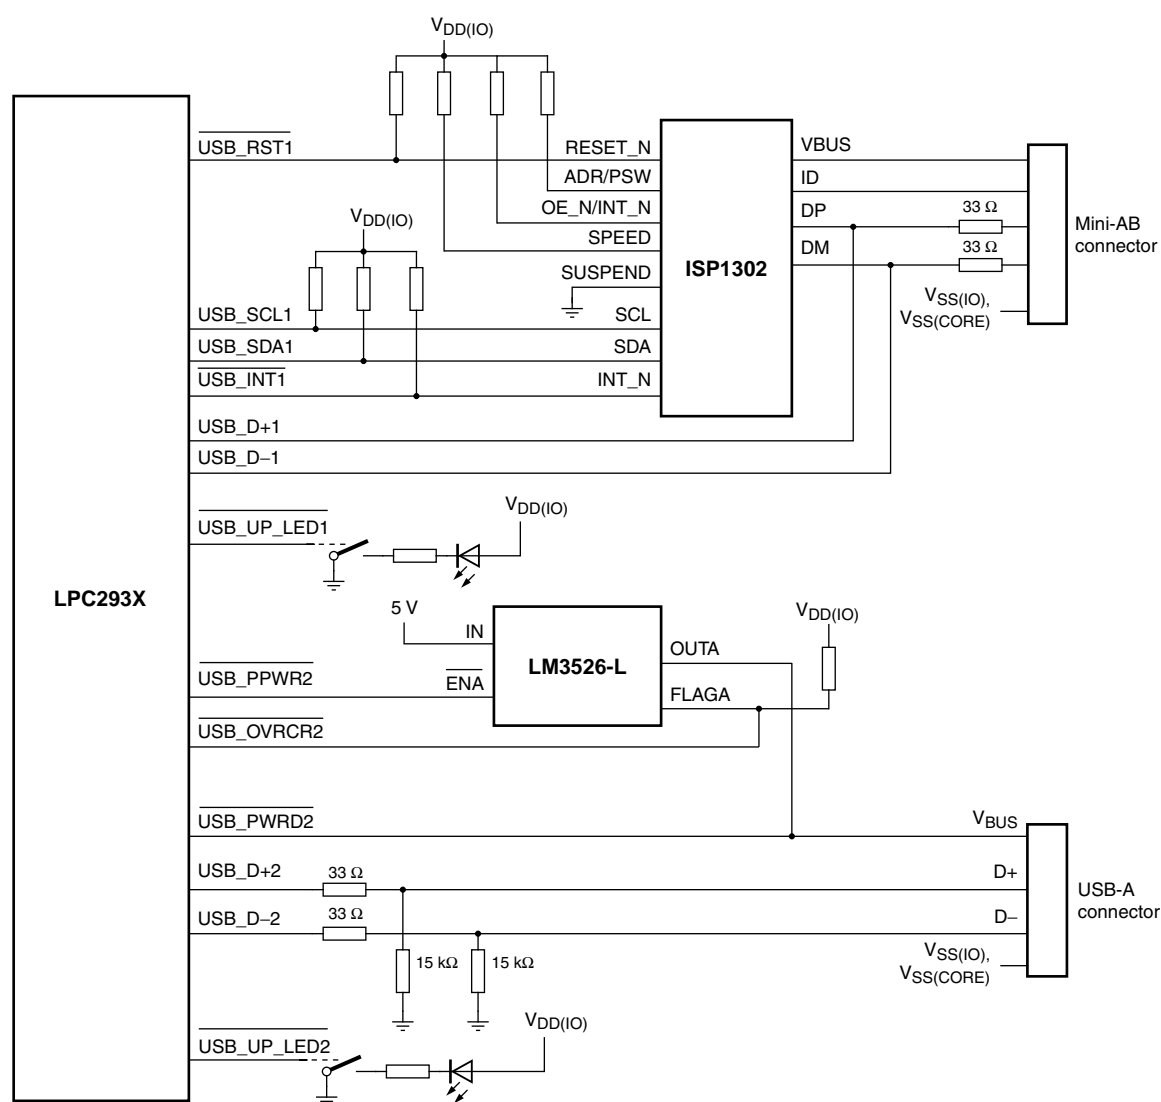 VDD(IO)
USB_RST1
RESET_N
VBUS
ADR/PSW
ID
OE_N/INT_N
DP
33 Ω
VDD(IO)
SPEED
DM
33 Ω
Mini-AB
connector
ISP1302
SUSPEND
VSS(IO),
VSS(CORE)
USB_SCL1
SCL
USB_SDA1
SDA
USB_INT1
INT_N
USB_D+1
USB_D−1
VDD(IO)
USB_UP_LED1
LPC293X
5 V
IN
VDD(IO)
LM3526-L
OUTA
USB_PPWR2
ENA
FLAGA
USB_OVRCR2
USB_PWRD2
VBUS
USB_D+2
33 Ω
D+
USB-A
connector
USB_D−2
33 Ω
D−
15 kΩ
15 kΩ
VSS(IO),
VSS(CORE)
VDD(IO)
USB_UP_LED2